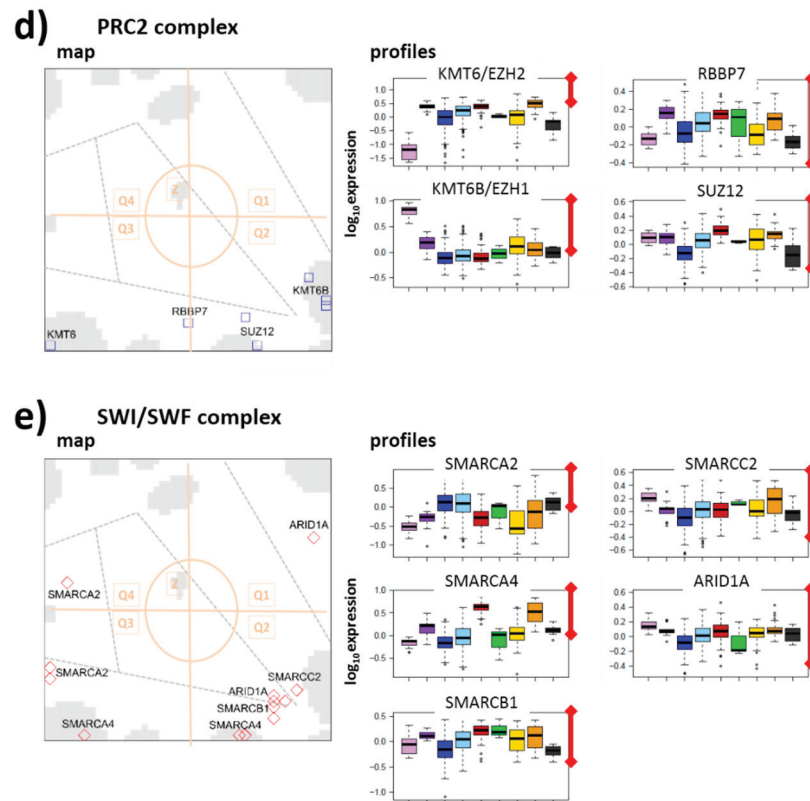 d) PRC2 complex
map
profiles
Q4
Z
Q1
Q3
Q2
KMT6B
RBBP7
KMT6
SUZ12
log10expression
KMT6/EZH2
1.0
0.5
0.0
-0.5
-1.0
-1.5
RBBP7
0.4
0.2
0.0
-0.2
-0.4
KMT6B/EZH1
1.0
0.5
0.0
-0.5
SUZ12
0.6
0.4
0.2
0.0
-0.2
-0.4
-0.6
e) SWI/SWF complex
map
profiles
ARID1A
SMARCA2
Q4
Z
Q1
Q3
Q2
SMARCA2
SMARCC2
ARID1A
SMARCB1
SMARCA4
SMARCA4
log10expression
SMARCA2
0.5
0.0
-0.5
-1.0
SMARCC2
0.6
0.4
0.2
0.0
-0.2
-0.4
-0.6
SMARCA4
1.0
0.5
0.0
-0.5
ARID1A
0.6
0.4
0.2
0.0
-0.2
-0.4
SMARCB1
0.5
0.0
-0.5
-1.0